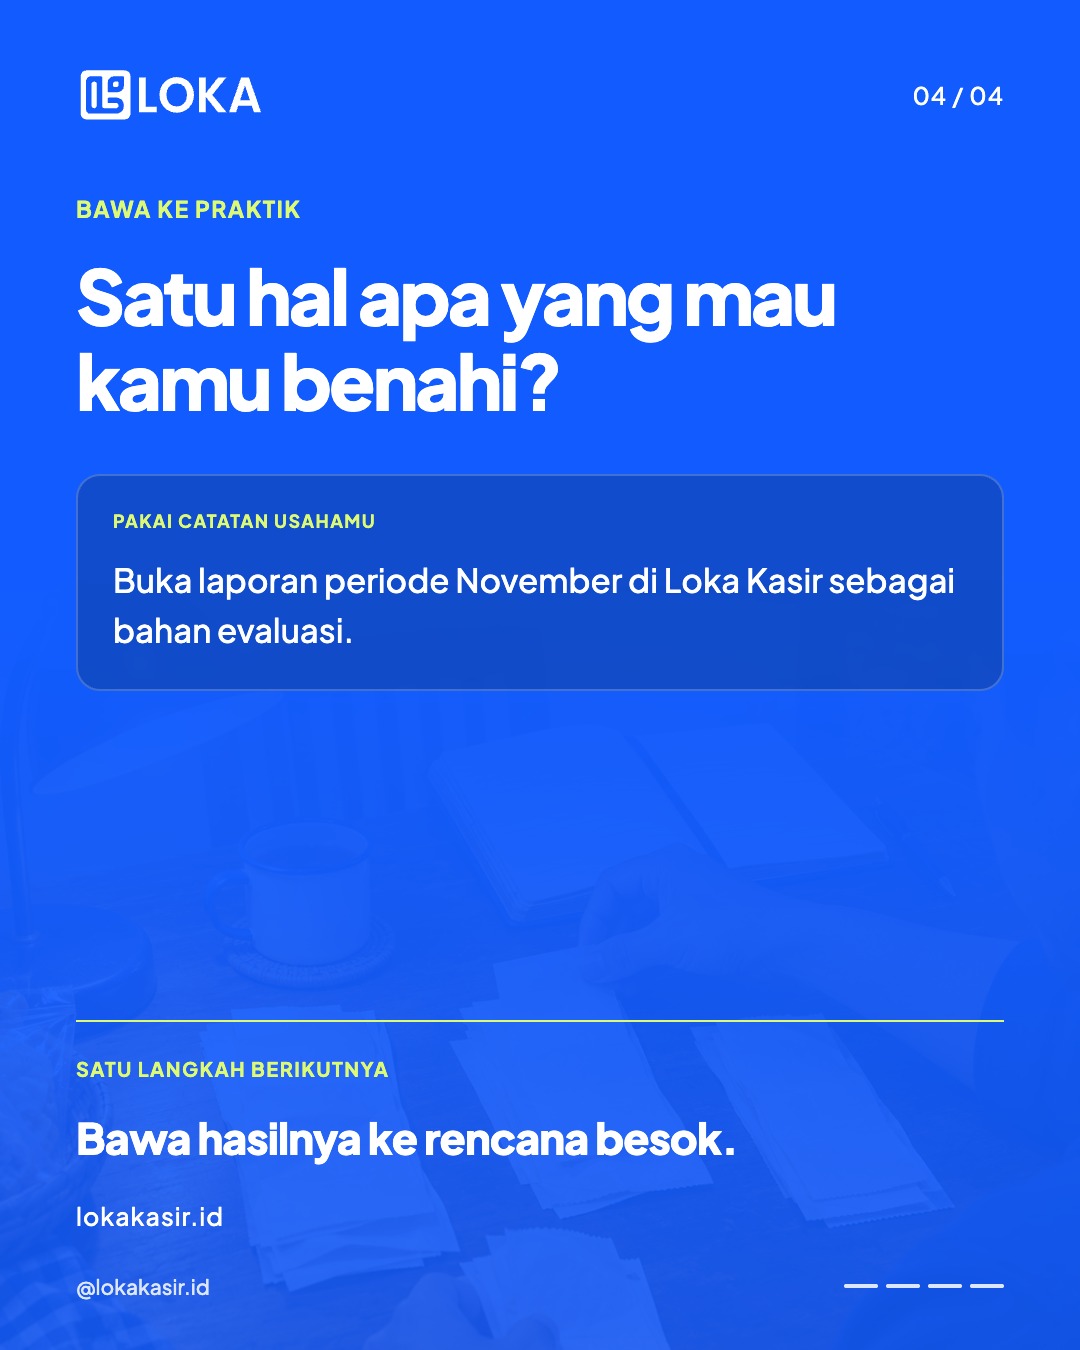 LOKA
04 / 04
BAWA KE PRAKTIK
Satu hal apa yang mau
kamu benahi?
PAKAI CATATAN USAHAMU
Buka laporan periode November di Loka Kasir sebagai
bahan evaluasi.
SATU LANGKAH BERIKUTNYA
Bawa hasilnya ke rencana besok.
lokakasir.id
@lokakasir.id